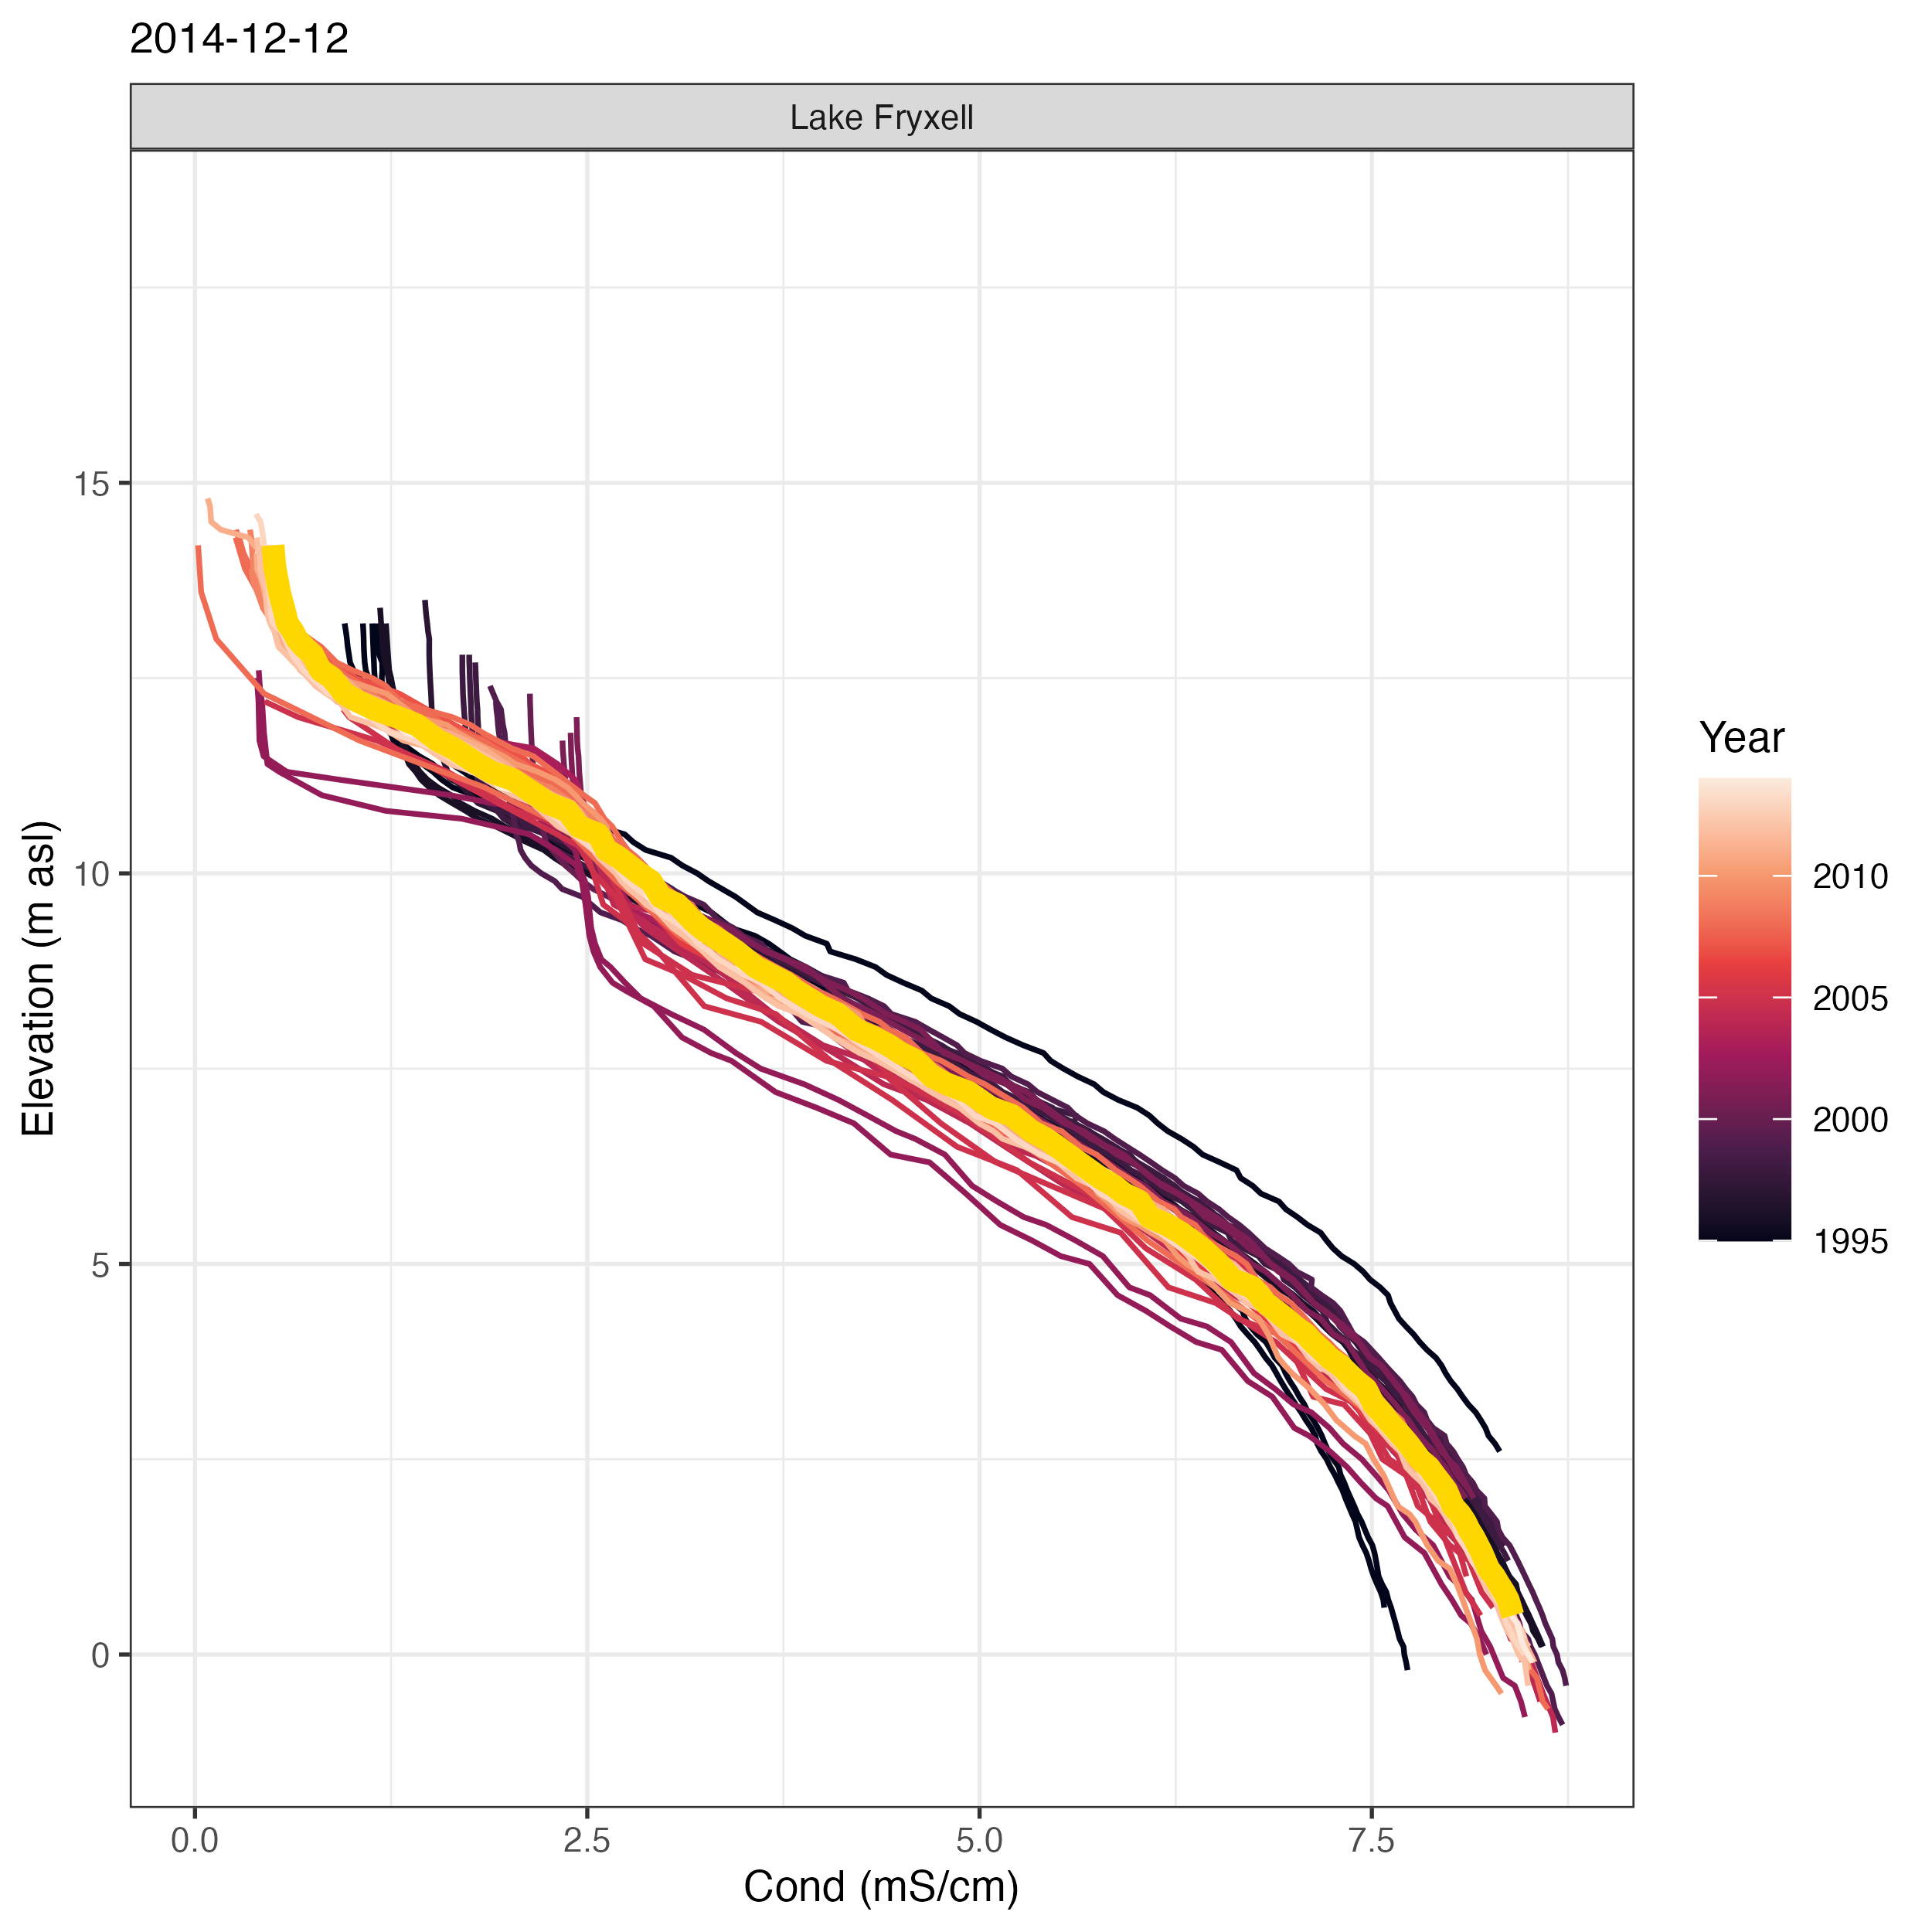 2014-12-12
Lake Fryxell
15
10
5
0
Elevation (m asl)
0.0 2.5 5.0 7.5
Cond (mS/cm)
Year
2010
2005
2000
1995